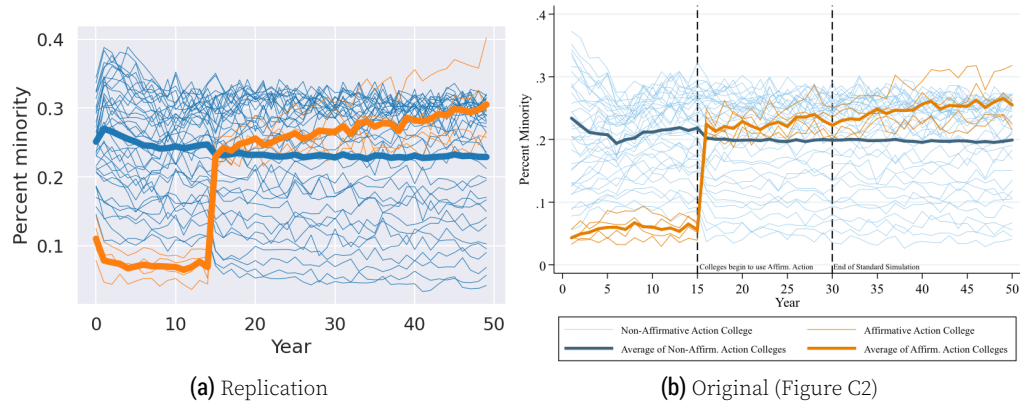 0.4
0.3
0.2
0.1
Percent minority
0 10 20 30 40 50
Year
(a) Replication
.4
.3
.2
.1
0
Percent Minority
Colleges begin to use Affirm. Action
End of Standard Simulation
0 5 10 15 20 25 30 35 40 45 50
Year
Non-Affirmative Action College
Affirmative Action College
Average of Non-Affirm. Action Colleges
Average of Affirm. Action Colleges
(b) Original (Figure C2)